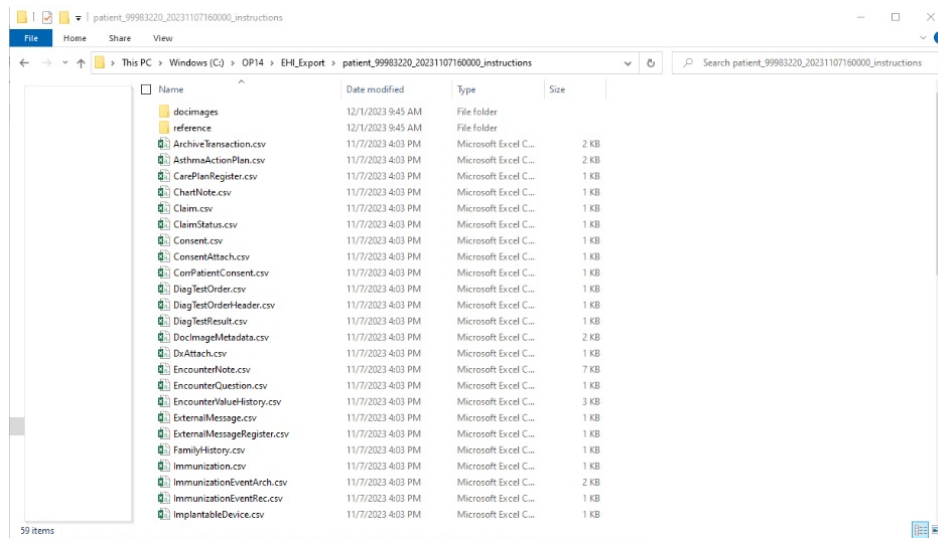 patient_99983220_20231107160000_instructions
File Home Share View
This PC > Windows (C:) > OP14 > EHI_Export > patient_99983220_20231107160000_instructions
Search patient_99983220_20231107160000_instructions
Name Date modified Type Size
docimages 12/1/2023 9:45 AM File folder
reference 12/1/2023 9:45 AM File folder
ArchiveTransaction.csv 11/7/2023 4:03 PM Microsoft Excel C... 2 KB
AsthmaActionPlan.csv 11/7/2023 4:03 PM Microsoft Excel C... 2 KB
CarePlanRegister.csv 11/7/2023 4:03 PM Microsoft Excel C... 1 KB
ChartNote.csv 11/7/2023 4:03 PM Microsoft Excel C... 1 KB
Claim.csv 11/7/2023 4:03 PM Microsoft Excel C... 1 KB
ClaimStatus.csv 11/7/2023 4:03 PM Microsoft Excel C... 1 KB
Consent.csv 11/7/2023 4:03 PM Microsoft Excel C... 1 KB
ConsentAttach.csv 11/7/2023 4:03 PM Microsoft Excel C... 1 KB
CorrPatientConsent.csv 11/7/2023 4:03 PM Microsoft Excel C... 1 KB
DiagTestOrder.csv 11/7/2023 4:03 PM Microsoft Excel C... 1 KB
DiagTestOrderHeader.csv 11/7/2023 4:03 PM Microsoft Excel C... 1 KB
DiagTestResult.csv 11/7/2023 4:03 PM Microsoft Excel C... 1 KB
DocImageMetadata.csv 11/7/2023 4:03 PM Microsoft Excel C... 2 KB
DxAttach.csv 11/7/2023 4:03 PM Microsoft Excel C... 1 KB
EncounterNote.csv 11/7/2023 4:03 PM Microsoft Excel C... 7 KB
EncounterQuestion.csv 11/7/2023 4:03 PM Microsoft Excel C... 1 KB
EncounterValueHistory.csv 11/7/2023 4:03 PM Microsoft Excel C... 3 KB
ExternalMessage.csv 11/7/2023 4:03 PM Microsoft Excel C... 1 KB
ExternalMessageRegister.csv 11/7/2023 4:03 PM Microsoft Excel C... 1 KB
FamilyHistory.csv 11/7/2023 4:03 PM Microsoft Excel C... 1 KB
Immunization.csv 11/7/2023 4:03 PM Microsoft Excel C... 1 KB
ImmunizationEventArch.csv 11/7/2023 4:03 PM Microsoft Excel C... 2 KB
ImmunizationEventRec.csv 11/7/2023 4:03 PM Microsoft Excel C... 1 KB
ImplantableDevice.csv 11/7/2023 4:03 PM Microsoft Excel C... 1 KB
59 items